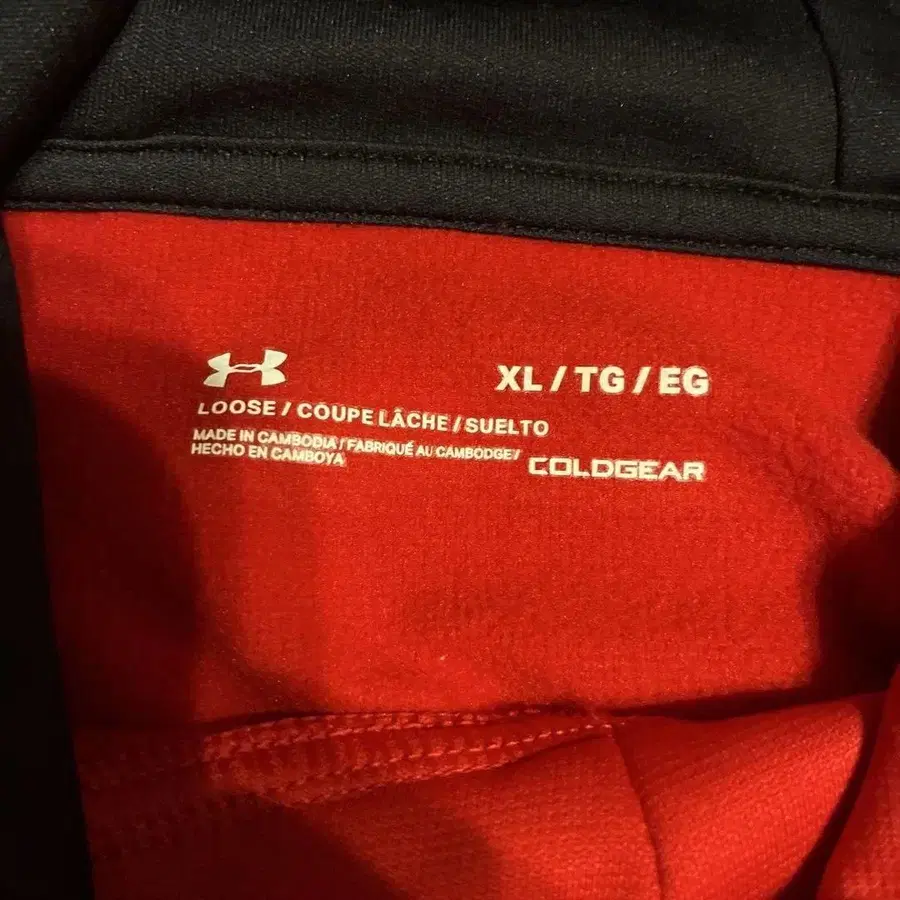 XL / TG / EG
LOOSE / COUPE LÂCHE / SUELTO
MADE IN CAMBODIA / FABRIQUÉ AU CAMBODGE /
HECHO EN CAMBOYA
COLDGEAR